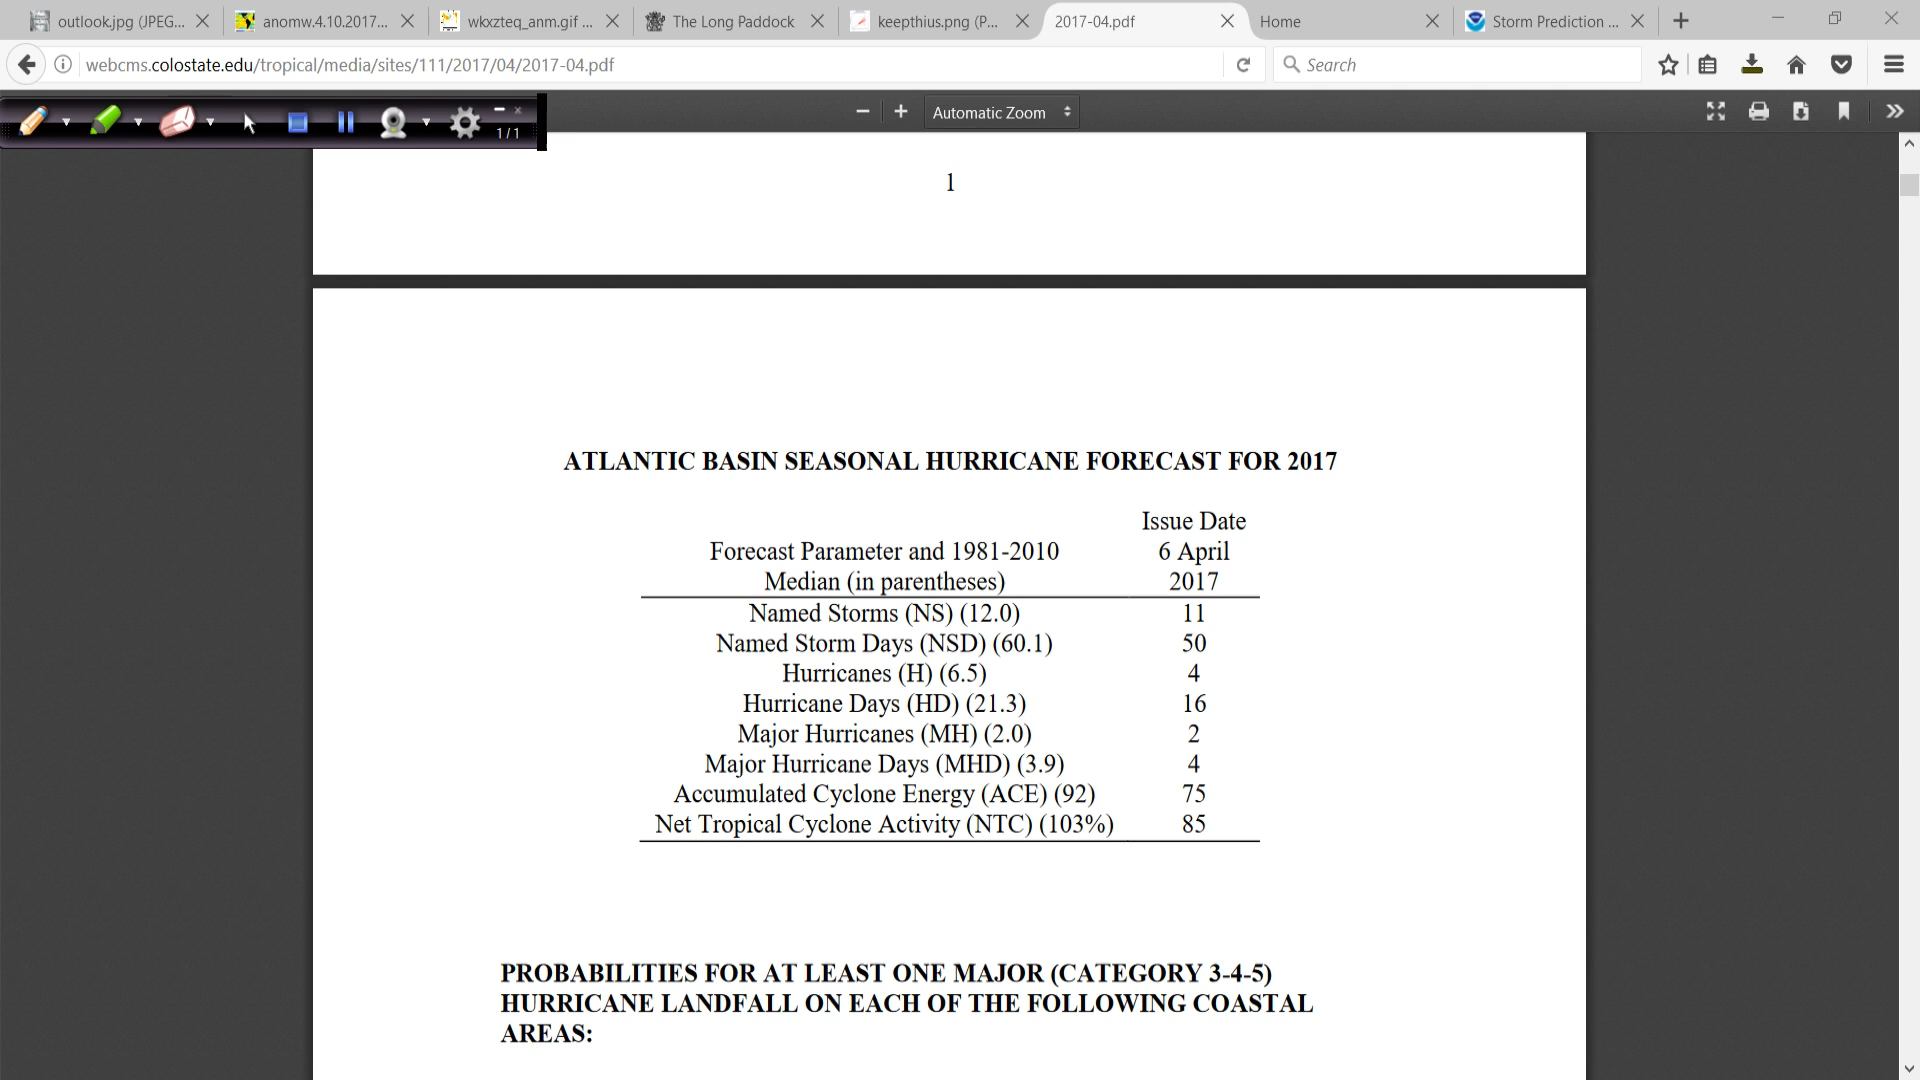 outlook.jpg (JPEG... anomw.4.10.2017... wkxzteq_anm.gif ... The Long Paddock keepthius.png (P... 2017-04.pdf Home Storm Prediction ...
webcms.colostate.edu/tropical/media/sites/111/2017/04/2017-04.pdf Search
1/1 Automatic Zoom
1
ATLANTIC BASIN SEASONAL HURRICANE FORECAST FOR 2017
Issue Date
Forecast Parameter and 1981-2010 6 April
Median (in parentheses) 2017
Named Storms (NS) (12.0) 11
Named Storm Days (NSD) (60.1) 50
Hurricanes (H) (6.5) 4
Hurricane Days (HD) (21.3) 16
Major Hurricanes (MH) (2.0) 2
Major Hurricane Days (MHD) (3.9) 4
Accumulated Cyclone Energy (ACE) (92) 75
Net Tropical Cyclone Activity (NTC) (103%) 85
PROBABILITIES FOR AT LEAST ONE MAJOR (CATEGORY 3-4-5)
HURRICANE LANDFALL ON EACH OF THE FOLLOWING COASTAL
AREAS: